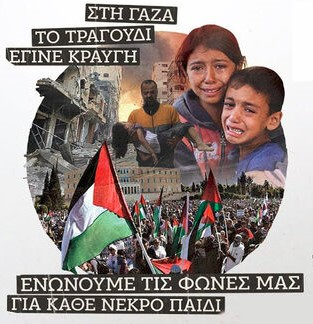 ΣΤΗ ΓΑΖΑ
ΤΟ ΤΡΑΓΟΥΔΙ
ΕΓΙΝΕ ΚΡΑΥΓΗ
ΕΝΩΝΟΥΜΕ ΤΙΣ ΦΩΝΕΣ ΜΑΣ
ΓΙΑ ΚΑΘΕ ΝΕΚΡΟ ΠΑΙΔΙ